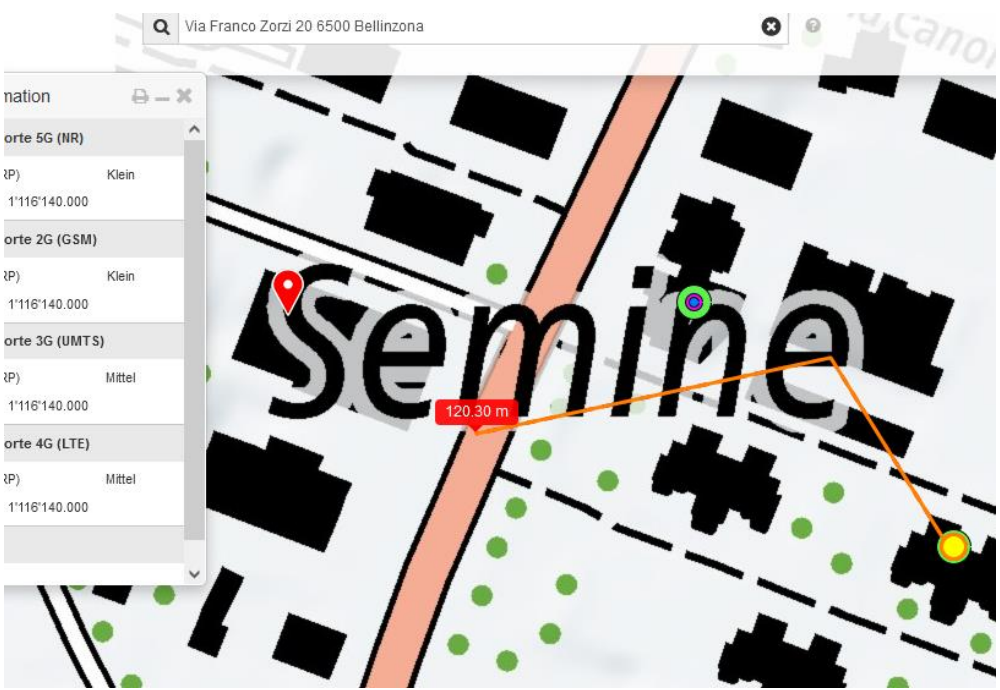 Via Franco Zorzi 20 6500 Bellinzona
mation
orte 5G (NR)
RP) Klein
1'116'140.000
orte 2G (GSM)
RP) Klein
1'116'140.000
orte 3G (UMTS)
RP) Mittel
1'116'140.000
orte 4G (LTE)
RP) Mittel
1'116'140.000
Semine
120.30 m